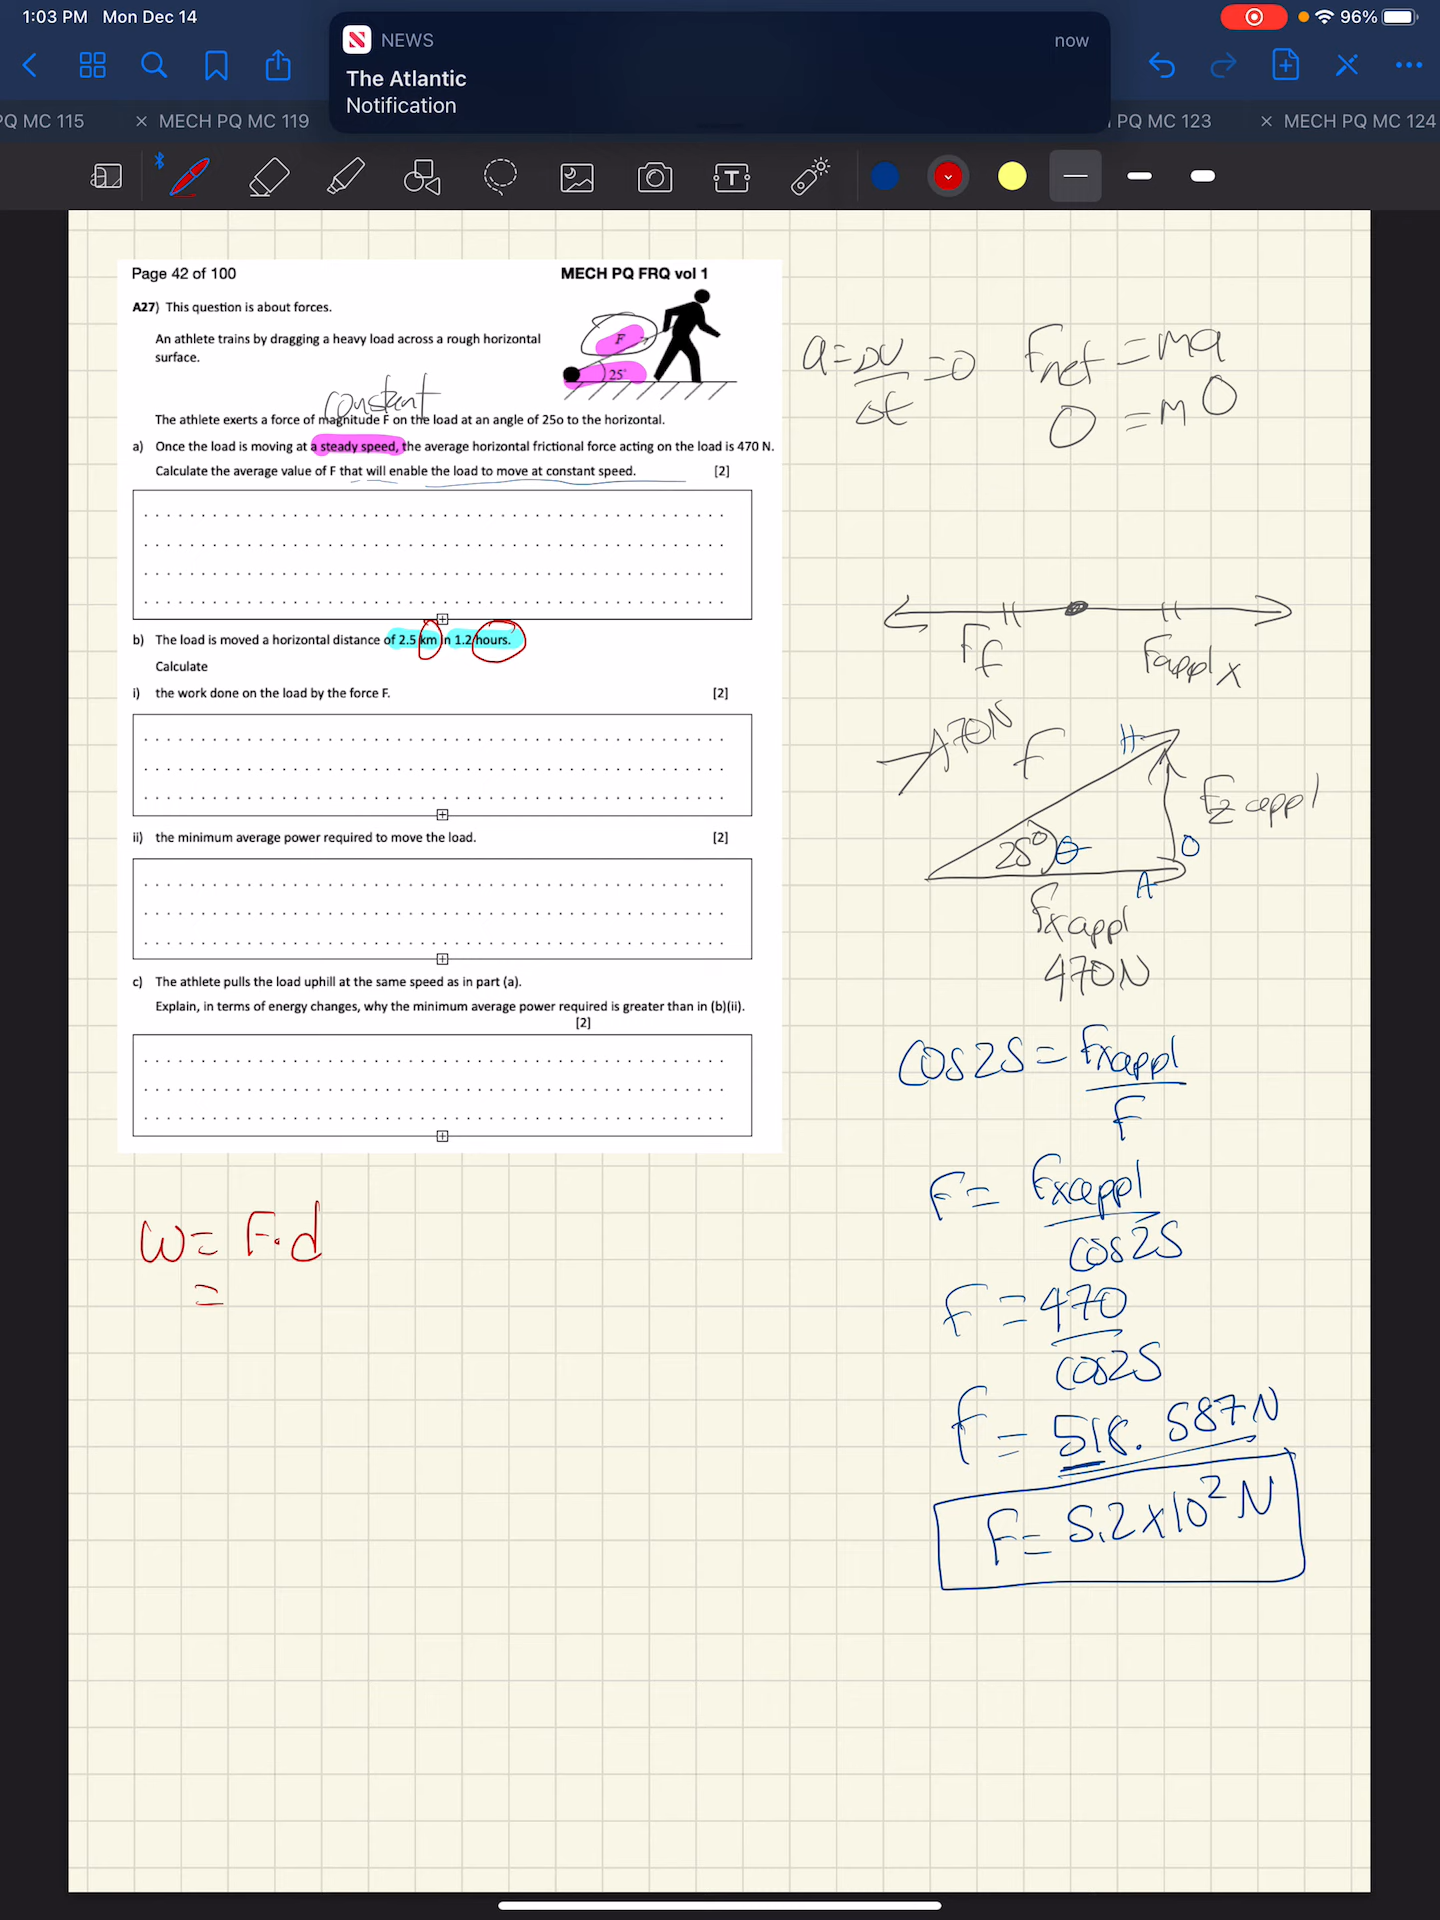 1:03 PM Mon Dec 14
96%
NEWS
now
The Atlantic
Notification
PQ MC 115
× MECH PQ MC 119
PQ MC 123
× MECH PQ MC 124
T
Page 42 of 100
MECH PQ FRQ vol 1
A27) This question is about forces.
An athlete trains by dragging a heavy load across a rough horizontal
surface.
F
25°
constant
The athlete exerts a force of magnitude F on the load at an angle of 25o to the horizontal.
a) Once the load is moving at a steady speed, the average horizontal frictional force acting on the load is 470 N.
Calculate the average value of F that will enable the load to move at constant speed. [2]
b) The load is moved a horizontal distance of 2.5 km in 1.2 hours.
Calculate
i) the work done on the load by the force F. [2]
ii) the minimum average power required to move the load. [2]
c) The athlete pulls the load uphill at the same speed as in part (a).
Explain, in terms of energy changes, why the minimum average power required is greater than in (b)(ii).
[2]
W = F·d
=
a = ΔV/Δt = 0
Fnet = ma
0 = m 0
Ff
Fappl x
470N
F
H
Fz appl
25°
θ
O
A
Fx appl
470N
cos25 = Fxappl/F
F = Fxappl/cos25
F = 470/cos25
F = 518.587N
F = 5.2x10² N